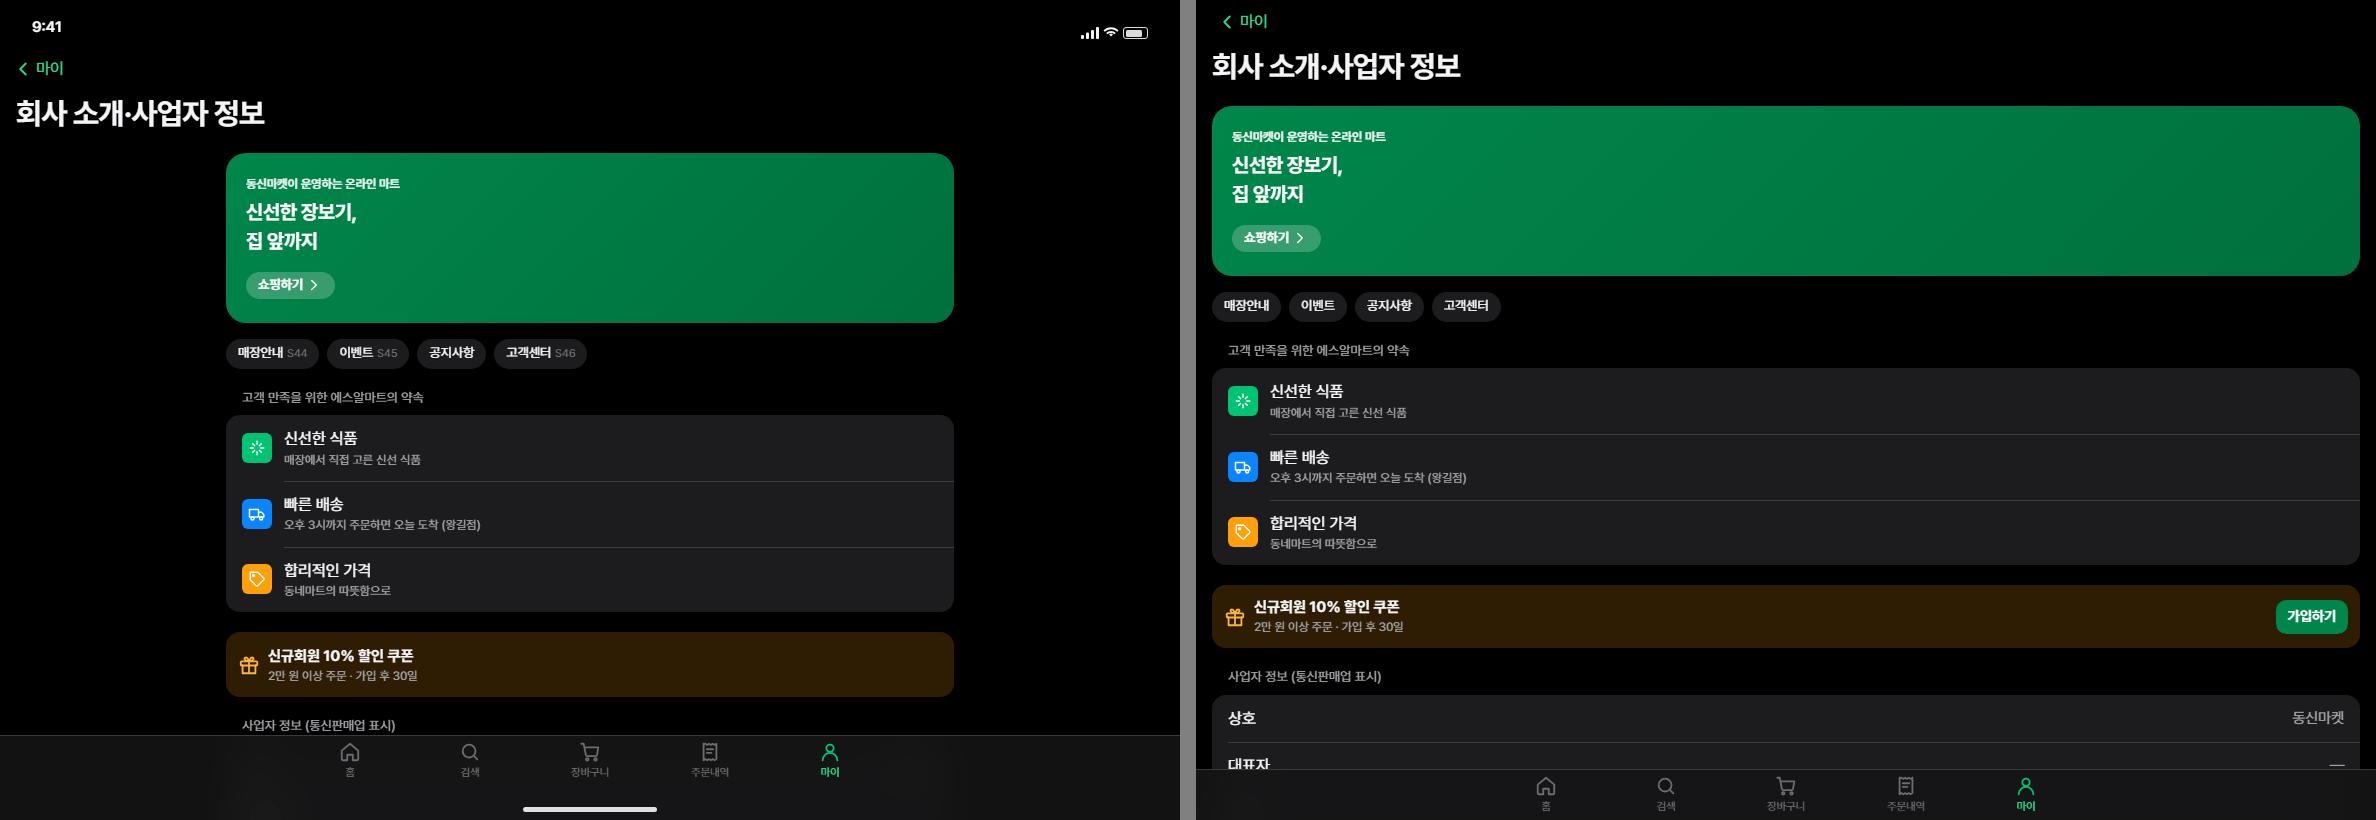 9:41
마이
회사 소개·사업자 정보
동신마켓이 운영하는 온라인 마트
신선한 장보기,
집 앞까지
쇼핑하기
매장안내 S44 이벤트 S45 공지사항 고객센터 S46
고객 만족을 위한 에스알마트의 약속
신선한 식품
매장에서 직접 고른 신선 식품
빠른 배송
오후 3시까지 주문하면 오늘 도착 (왕길점)
합리적인 가격
동네마트의 따뜻함으로
신규회원 10% 할인 쿠폰
2만 원 이상 주문 · 가입 후 30일
사업자 정보 (통신판매업 표시)
홈 검색 장바구니 주문내역 마이
마이
회사 소개·사업자 정보
동신마켓이 운영하는 온라인 마트
신선한 장보기,
집 앞까지
쇼핑하기
매장안내 이벤트 공지사항 고객센터
고객 만족을 위한 에스알마트의 약속
신선한 식품
매장에서 직접 고른 신선 식품
빠른 배송
오후 3시까지 주문하면 오늘 도착 (왕길점)
합리적인 가격
동네마트의 따뜻함으로
신규회원 10% 할인 쿠폰
2만 원 이상 주문 · 가입 후 30일
가입하기
사업자 정보 (통신판매업 표시)
상호 동신마켓
대표자 —
홈 검색 장바구니 주문내역 마이